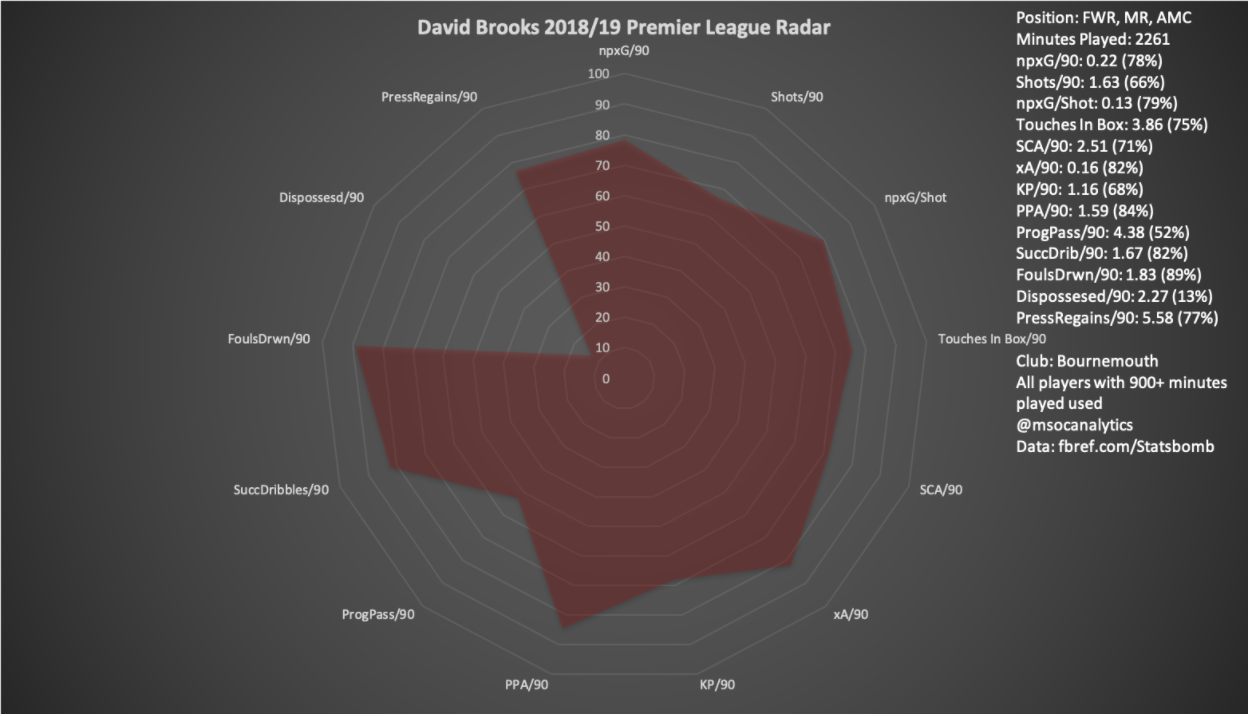 David Brooks 2018/19 Premier League Radar
npxG/90
Shots/90
npxG/Shot
Touches In Box/90
SCA/90
xA/90
KP/90
PPA/90
ProgPass/90
SuccDribbles/90
FoulsDrwn/90
Dispossesd/90
PressRegains/90
100
90
80
70
60
50
40
30
20
10
0
Position: FWR, MR, AMC
Minutes Played: 2261
npxG/90: 0.22 (78%)
Shots/90: 1.63 (66%)
npxG/Shot: 0.13 (79%)
Touches In Box: 3.86 (75%)
SCA/90: 2.51 (71%)
xA/90: 0.16 (82%)
KP/90: 1.16 (68%)
PPA/90: 1.59 (84%)
ProgPass/90: 4.38 (52%)
SuccDrib/90: 1.67 (82%)
FoulsDrwn/90: 1.83 (89%)
Dispossesed/90: 2.27 (13%)
PressRegains/90: 5.58 (77%)
Club: Bournemouth
All players with 900+ minutes
played used
@msocanalytics
Data: fbref.com/Statsbomb